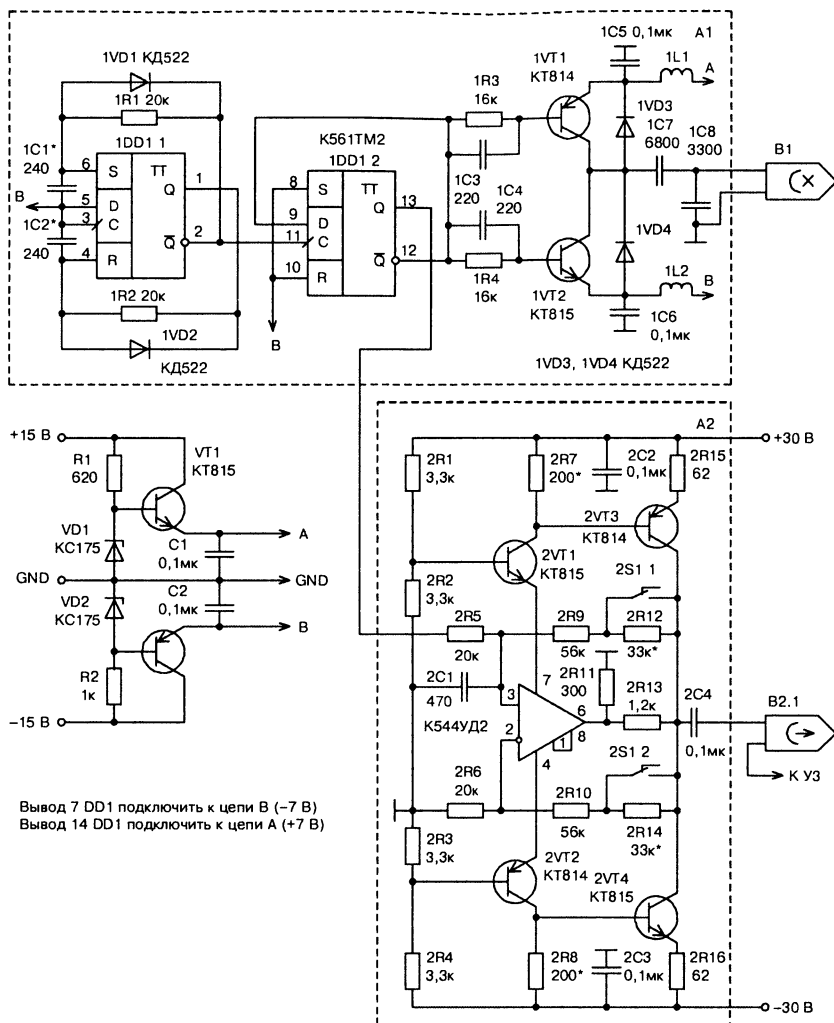 1C5 0,1мк
A1
1VD1 КД522
1VT1
КТ814
1L1
A
1R1 20к
1R3
16к
1VD3
1C7
6800
1C8
3300
B1
1DD1 1
К561ТМ2
1DD1 2
1C1*
240
6
S
TT
Q
1
B
5
D
3
C
2
Q
1C2*
240
4
R
8
S
TT
Q
13
9
D
11
C
12
Q
10
R
1C3
220
1C4
220
1R4
16к
1VT2
КТ815
1VD4
1L2
B
1C6
0,1мк
1R2 20к
1VD2
КД522
B
1VD3, 1VD4 КД522
+15 В
R1
620
VT1
КТ815
VD1
КС175
C1
0,1мк
A
GND
GND
VD2
КС175
C2
0,1мк
B
R2
1к
−15 В
Вывод 7 DD1 подключить к цепи В (−7 В)
Вывод 14 DD1 подключить к цепи А (+7 В)
A2
+30 В
2R1
3,3к
2R7
200*
2C2
0,1мк
2R15
62
2VT3
КТ814
2VT1
КТ815
2R2
3,3к
2S1 1
2R5
20к
2R9
56к
2R12
33к*
2C1
470
2R11
300
2R13
1,2к
2C4
0,1мк
B2.1
К У3
7
3
К544УД2
2
6
1
8
4
2S1 2
2R6
20к
2R10
56к
2R14
33к*
2R3
3,3к
2VT2
КТ814
2VT4
КТ815
2R4
3,3к
2R8
200*
2C3
0,1мк
2R16
62
−30 В